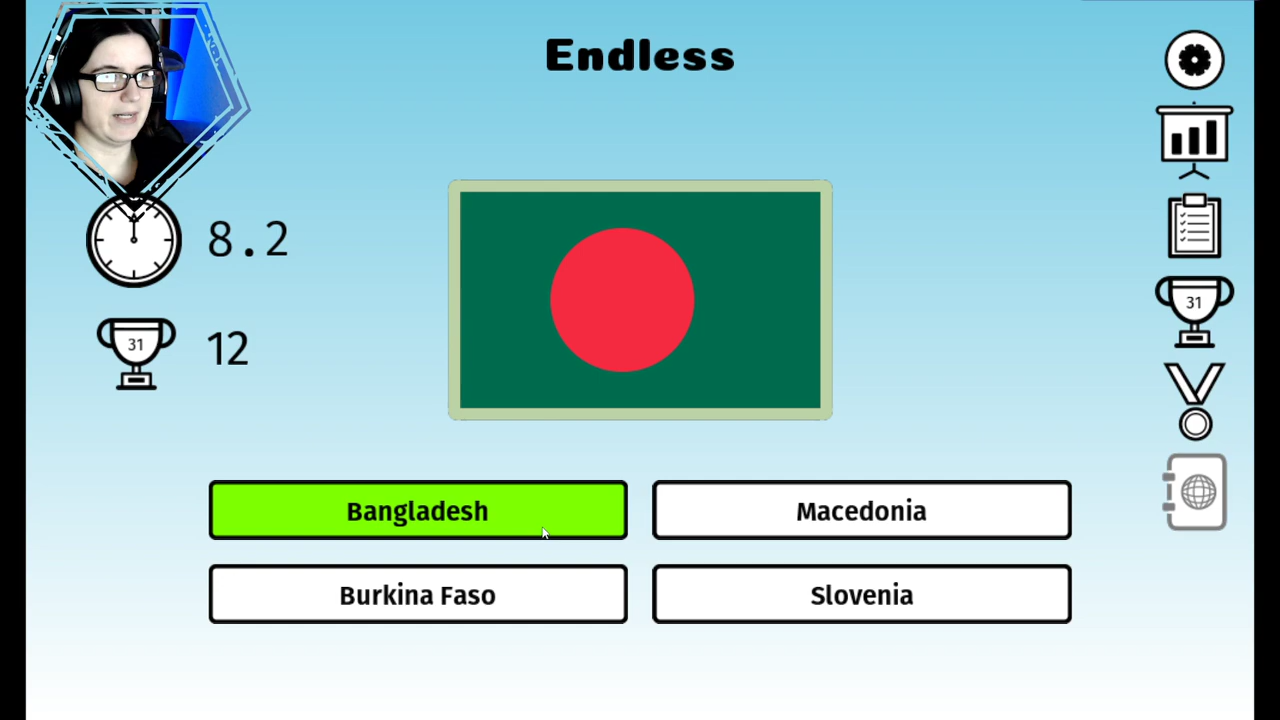 Endless
8.2
31
12
31
Bangladesh
Macedonia
Burkina Faso
Slovenia